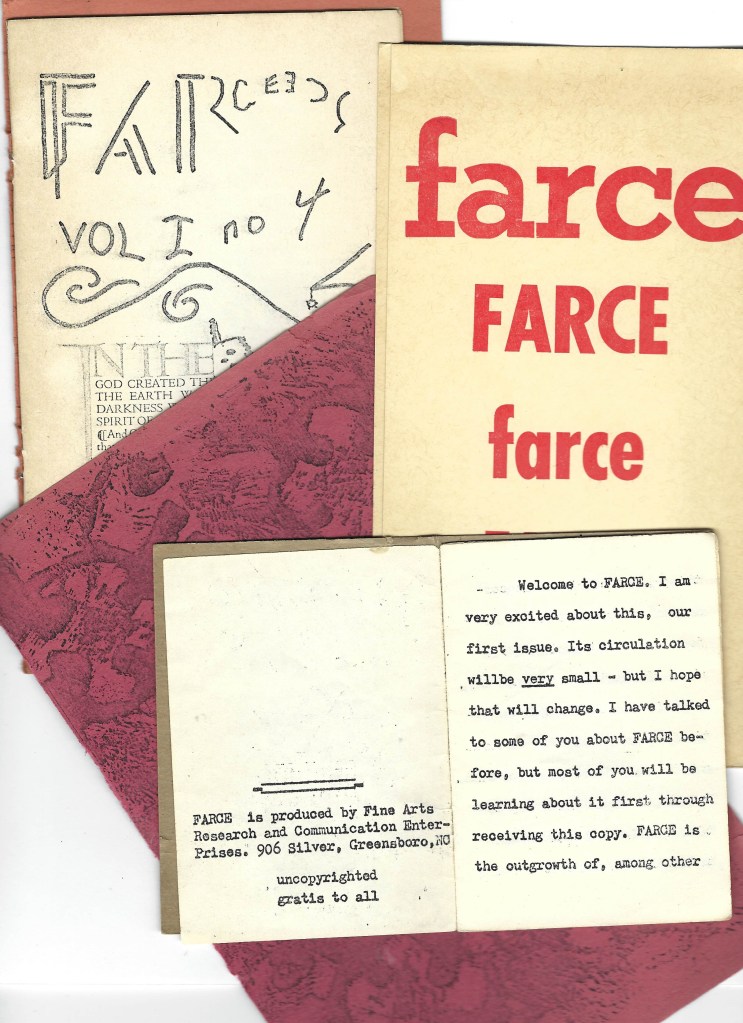 FARCEEDS
VOL I no 4
IN THE
GOD CREATED
THE EARTH
DARKNESS
SPIRIT OF
farce
FARCE
farce
FARCE is produced by Fine Arts
Research and Communication Enter-
Prises. 906 Silver, Greensboro, NC
uncopyrighted
gratis to all
Welcome to FARCE. I am
very excited about this, our
first issue. Its circulation
willbe very small - but I hope
that will change. I have talked
to some of you about FARCE be-
fore, but most of you will be
learning about it first through
receiving this copy. FARCE is
the outgrowth of, among other